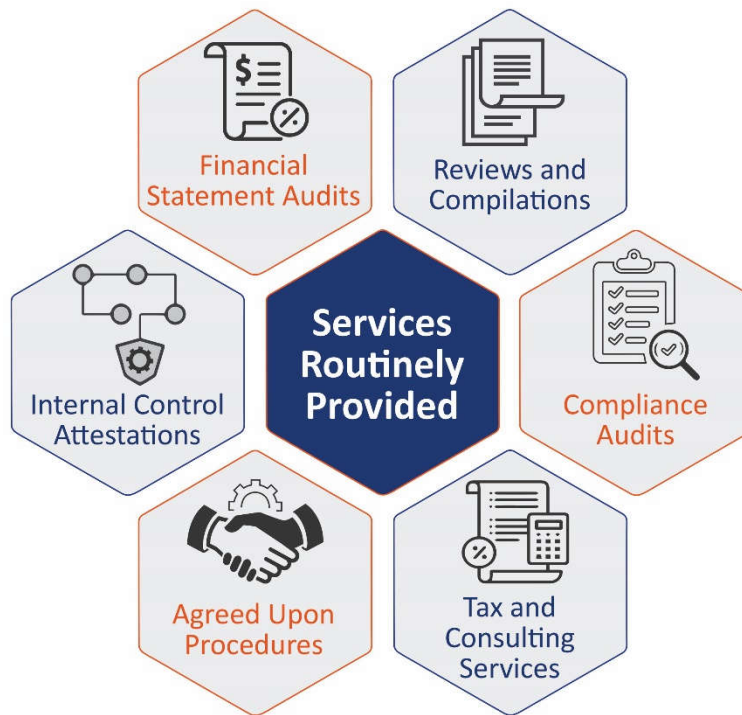 $
%
Financial
Statement Audits
Reviews and
Compilations
Internal Control
Attestations
Services
Routinely
Provided
Compliance
Audits
Agreed Upon
Procedures
%
Tax and
Consulting
Services